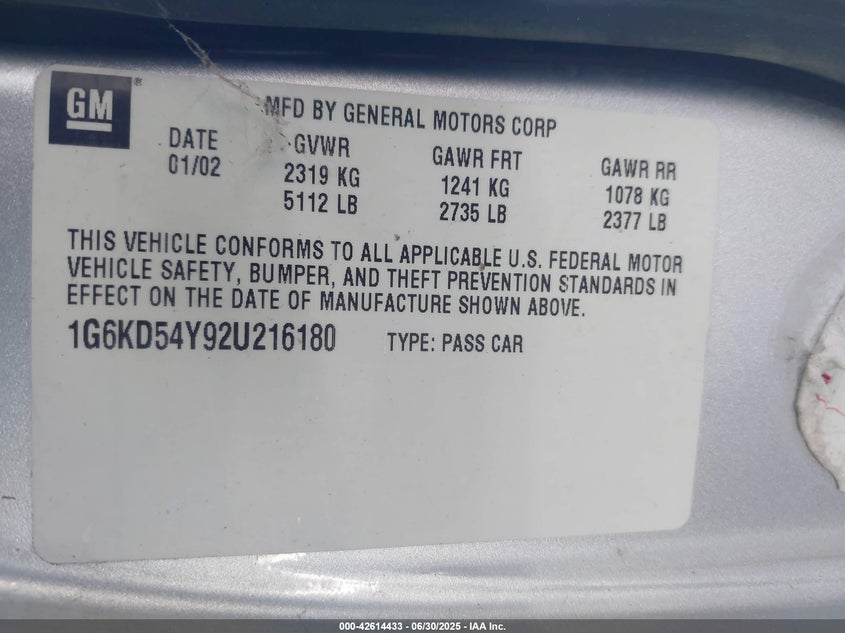 GM®
MFD BY GENERAL MOTORS CORP
DATE GVWR GAWR FRT GAWR RR
01/02 2319 KG 1241 KG 1078 KG
5112 LB 2735 LB 2377 LB
THIS VEHICLE CONFORMS TO ALL APPLICABLE U.S. FEDERAL MOTOR
VEHICLE SAFETY, BUMPER, AND THEFT PREVENTION STANDARDS IN
EFFECT ON THE DATE OF MANUFACTURE SHOWN ABOVE.
1G6KD54Y92U216180 TYPE: PASS CAR
000-42614433 - 06/30/2025 - IAA Inc.